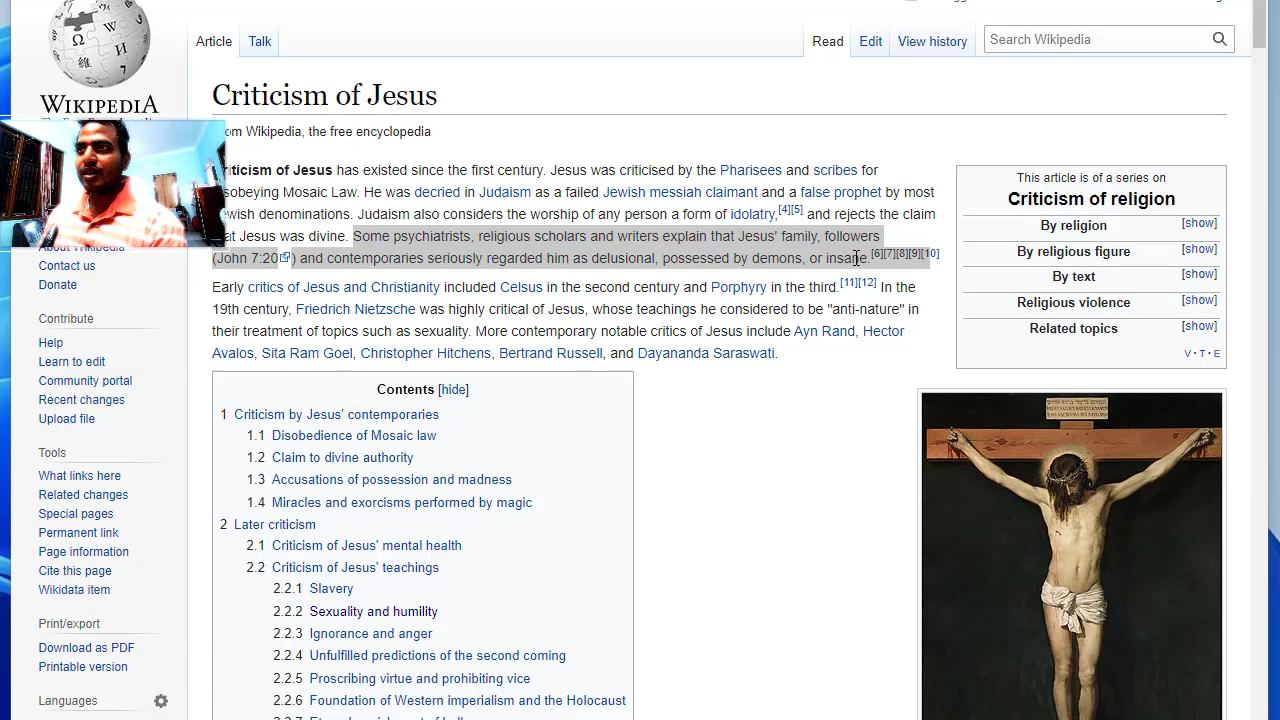 Article
Talk
Read
Edit
View history
Search Wikipedia
WIKIPEDIA
Criticism of Jesus
om Wikipedia, the free encyclopedia
ticism of Jesus has existed since the first century. Jesus was criticised by the Pharisees and scribes for
sobeying Mosaic Law. He was decried in Judaism as a failed Jewish messiah claimant and a false prophet by most
wish denominations. Judaism also considers the worship of any person a form of idolatry,[4][5] and rejects the claim
at Jesus was divine. Some psychiatrists, religious scholars and writers explain that Jesus' family, followers
(John 7:20) and contemporaries seriously regarded him as delusional, possessed by demons, or insane.[6][7][8][9][10]
Early critics of Jesus and Christianity included Celsus in the second century and Porphyry in the third.[11][12] In the
19th century, Friedrich Nietzsche was highly critical of Jesus, whose teachings he considered to be "anti-nature" in
their treatment of topics such as sexuality. More contemporary notable critics of Jesus include Ayn Rand, Hector
Avalos, Sita Ram Goel, Christopher Hitchens, Bertrand Russell, and Dayananda Saraswati.
This article is of a series on
Criticism of religion
By religion [show]
By religious figure [show]
By text [show]
Religious violence [show]
Related topics [show]
V·T·E
Contents [hide]
1 Criticism by Jesus' contemporaries
1.1 Disobedience of Mosaic law
1.2 Claim to divine authority
1.3 Accusations of possession and madness
1.4 Miracles and exorcisms performed by magic
2 Later criticism
2.1 Criticism of Jesus' mental health
2.2 Criticism of Jesus' teachings
2.2.1 Slavery
2.2.2 Sexuality and humility
2.2.3 Ignorance and anger
2.2.4 Unfulfilled predictions of the second coming
2.2.5 Proscribing virtue and prohibiting vice
2.2.6 Foundation of Western imperialism and the Holocaust
About Wikipedia
Contact us
Donate
Contribute
Help
Learn to edit
Community portal
Recent changes
Upload file
Tools
What links here
Related changes
Special pages
Permanent link
Page information
Cite this page
Wikidata item
Print/export
Download as PDF
Printable version
Languages